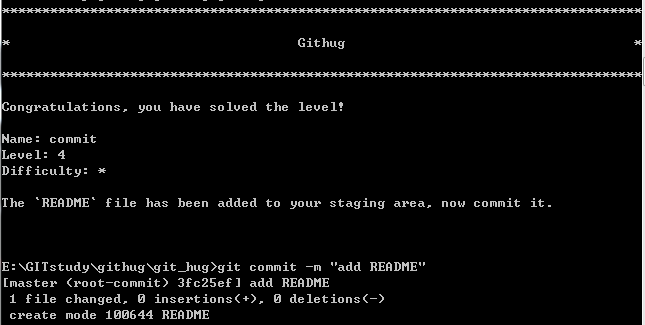 ********************************************************************************
* Githug *
********************************************************************************
Congratulations, you have solved the level!
Name: commit
Level: 4
Difficulty: *
The `README` file has been added to your staging area, now commit it.
E:\GITstudy\githug\git_hug>git commit -m "add README"
[master (root-commit) 3fc25ef] add README
 1 file changed, 0 insertions(+), 0 deletions(-)
 create mode 100644 README